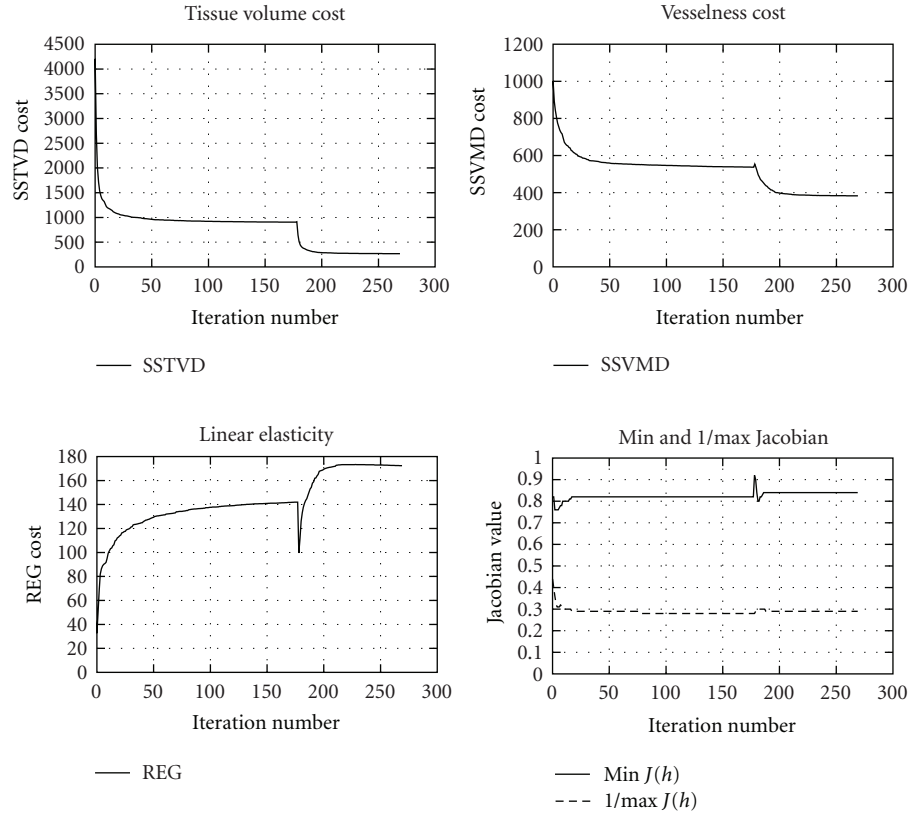 Tissue volume cost
4500
4000
3500
3000
2500
2000
1500
1000
500
0
SSTVD cost
0 50 100 150 200 250 300
Iteration number
SSTVD
Vesselness cost
1200
1000
800
600
400
200
0
SSVMD cost
0 50 100 150 200 250 300
Iteration number
SSVMD
Linear elasticity
180
160
140
120
100
80
60
40
20
0
REG cost
0 50 100 150 200 250 300
Iteration number
REG
Min and 1/max Jacobian
1
0.9
0.8
0.7
0.6
0.5
0.4
0.3
0.2
0.1
0
Jacobian value
0 50 100 150 200 250 300
Iteration number
Min J(h)
1/max J(h)